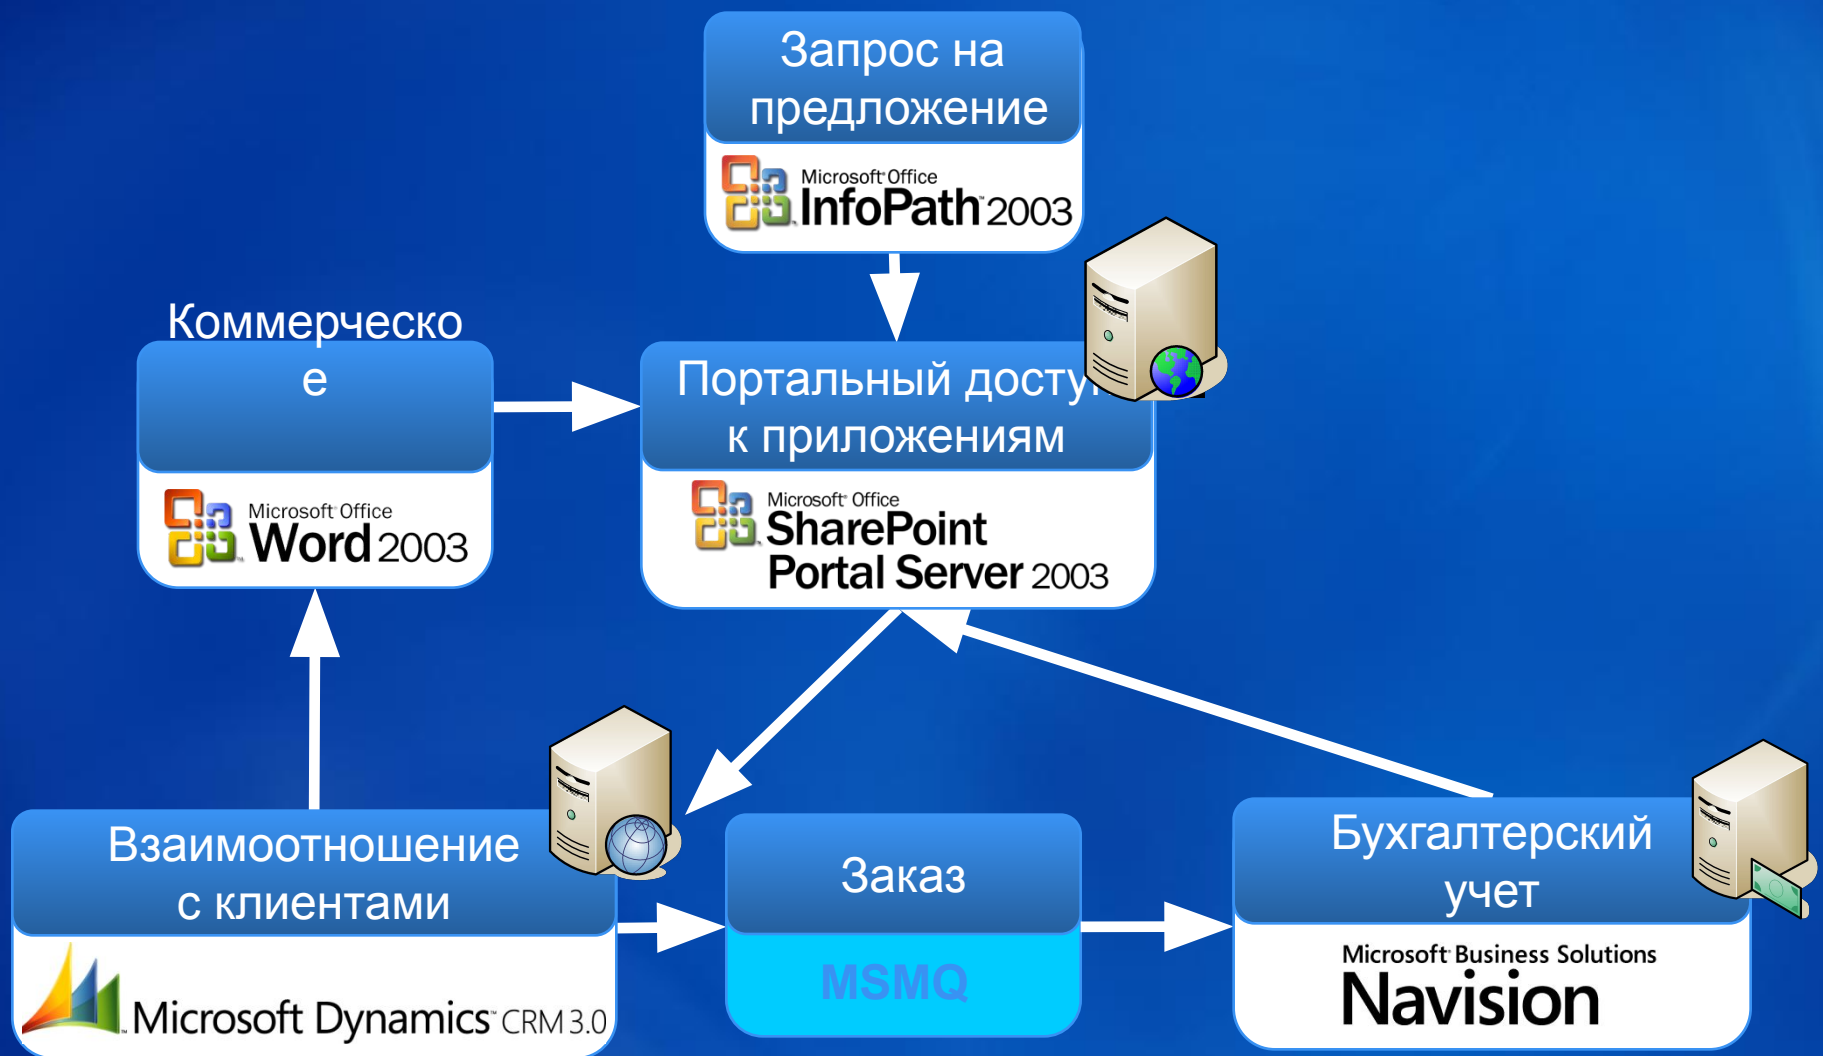 Запрос на
предложение
Microsoft Office
InfoPath 2003
Коммерческо
е
Microsoft Office
Word 2003
Портальный досту
к приложениям
Microsoft Office
SharePoint
Portal Server 2003
Взаимоотношение
с клиентами
Microsoft Dynamics CRM 3.0
Заказ
MSMQ
Бухгалтерский
учет
Microsoft Business Solutions
Navision